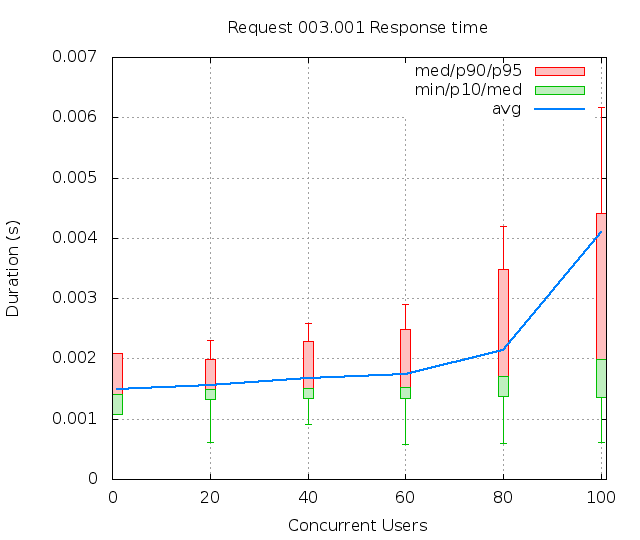 Request 003.001 Response time
med/p90/p95
min/p10/med
avg
Duration (s)
0.007
0.006
0.005
0.004
0.003
0.002
0.001
0
0 20 40 60 80 100
Concurrent Users